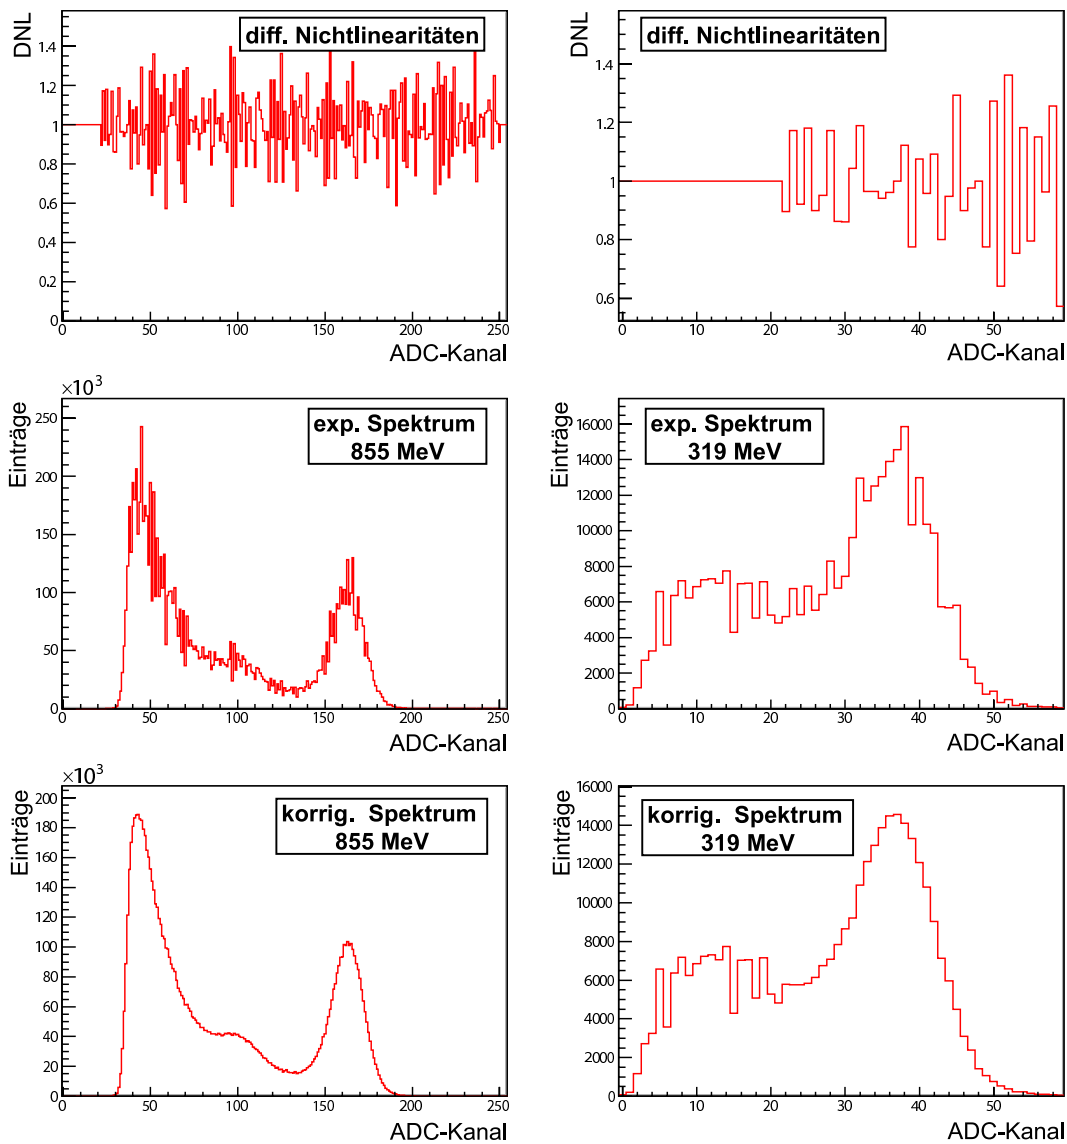 DNL
diff. Nichtlinearitäten
1.4
1.2
1
0.8
0.6
0.4
0.2
0
0 50 100 150 200 250
ADC-Kanal
DNL
diff. Nichtlinearitäten
1.4
1.2
1
0.8
0.6
0 10 20 30 40 50
ADC-Kanal
×10³
Einträge
exp. Spektrum
855 MeV
250
200
150
100
50
0
0 50 100 150 200 250
ADC-Kanal
Einträge
exp. Spektrum
319 MeV
16000
14000
12000
10000
8000
6000
4000
2000
0
0 10 20 30 40 50
ADC-Kanal
×10³
Einträge
korrig. Spektrum
855 MeV
200
180
160
140
120
100
80
60
40
20
0
0 50 100 150 200 250
ADC-Kanal
Einträge
korrig. Spektrum
319 MeV
16000
14000
12000
10000
8000
6000
4000
2000
0
0 10 20 30 40 50
ADC-Kanal